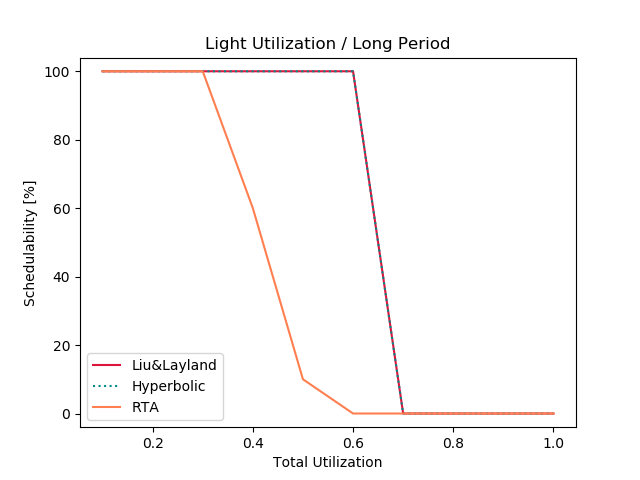 Light Utilization / Long Period
Schedulability [%]
100
80
60
40
20
0
Liu&Layland
Hyperbolic
RTA
0.2
0.4
0.6
0.8
1.0
Total Utilization